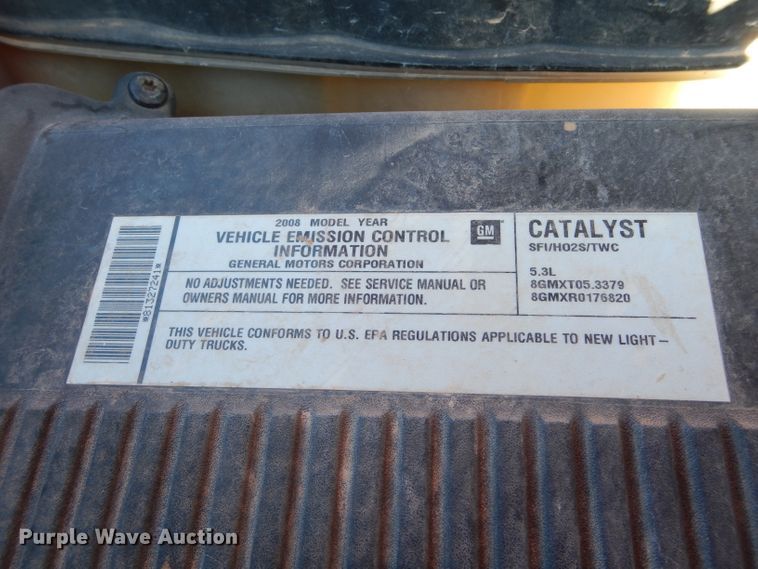 2008 MODEL YEAR
VEHICLE EMISSION CONTROL
INFORMATION
GENERAL MOTORS CORPORATION
GM
NO ADJUSTMENTS NEEDED. SEE SERVICE MANUAL OR
OWNERS MANUAL FOR MORE INFORMATION.
CATALYST
SFI/HO2S/TWC
5.3L
8GMXT05.3379
8GMXR0176820
THIS VEHICLE CONFORMS TO U.S. EPA REGULATIONS APPLICABLE TO NEW LIGHT-
DUTY TRUCKS.
*81327241*
Purple Wave Auction